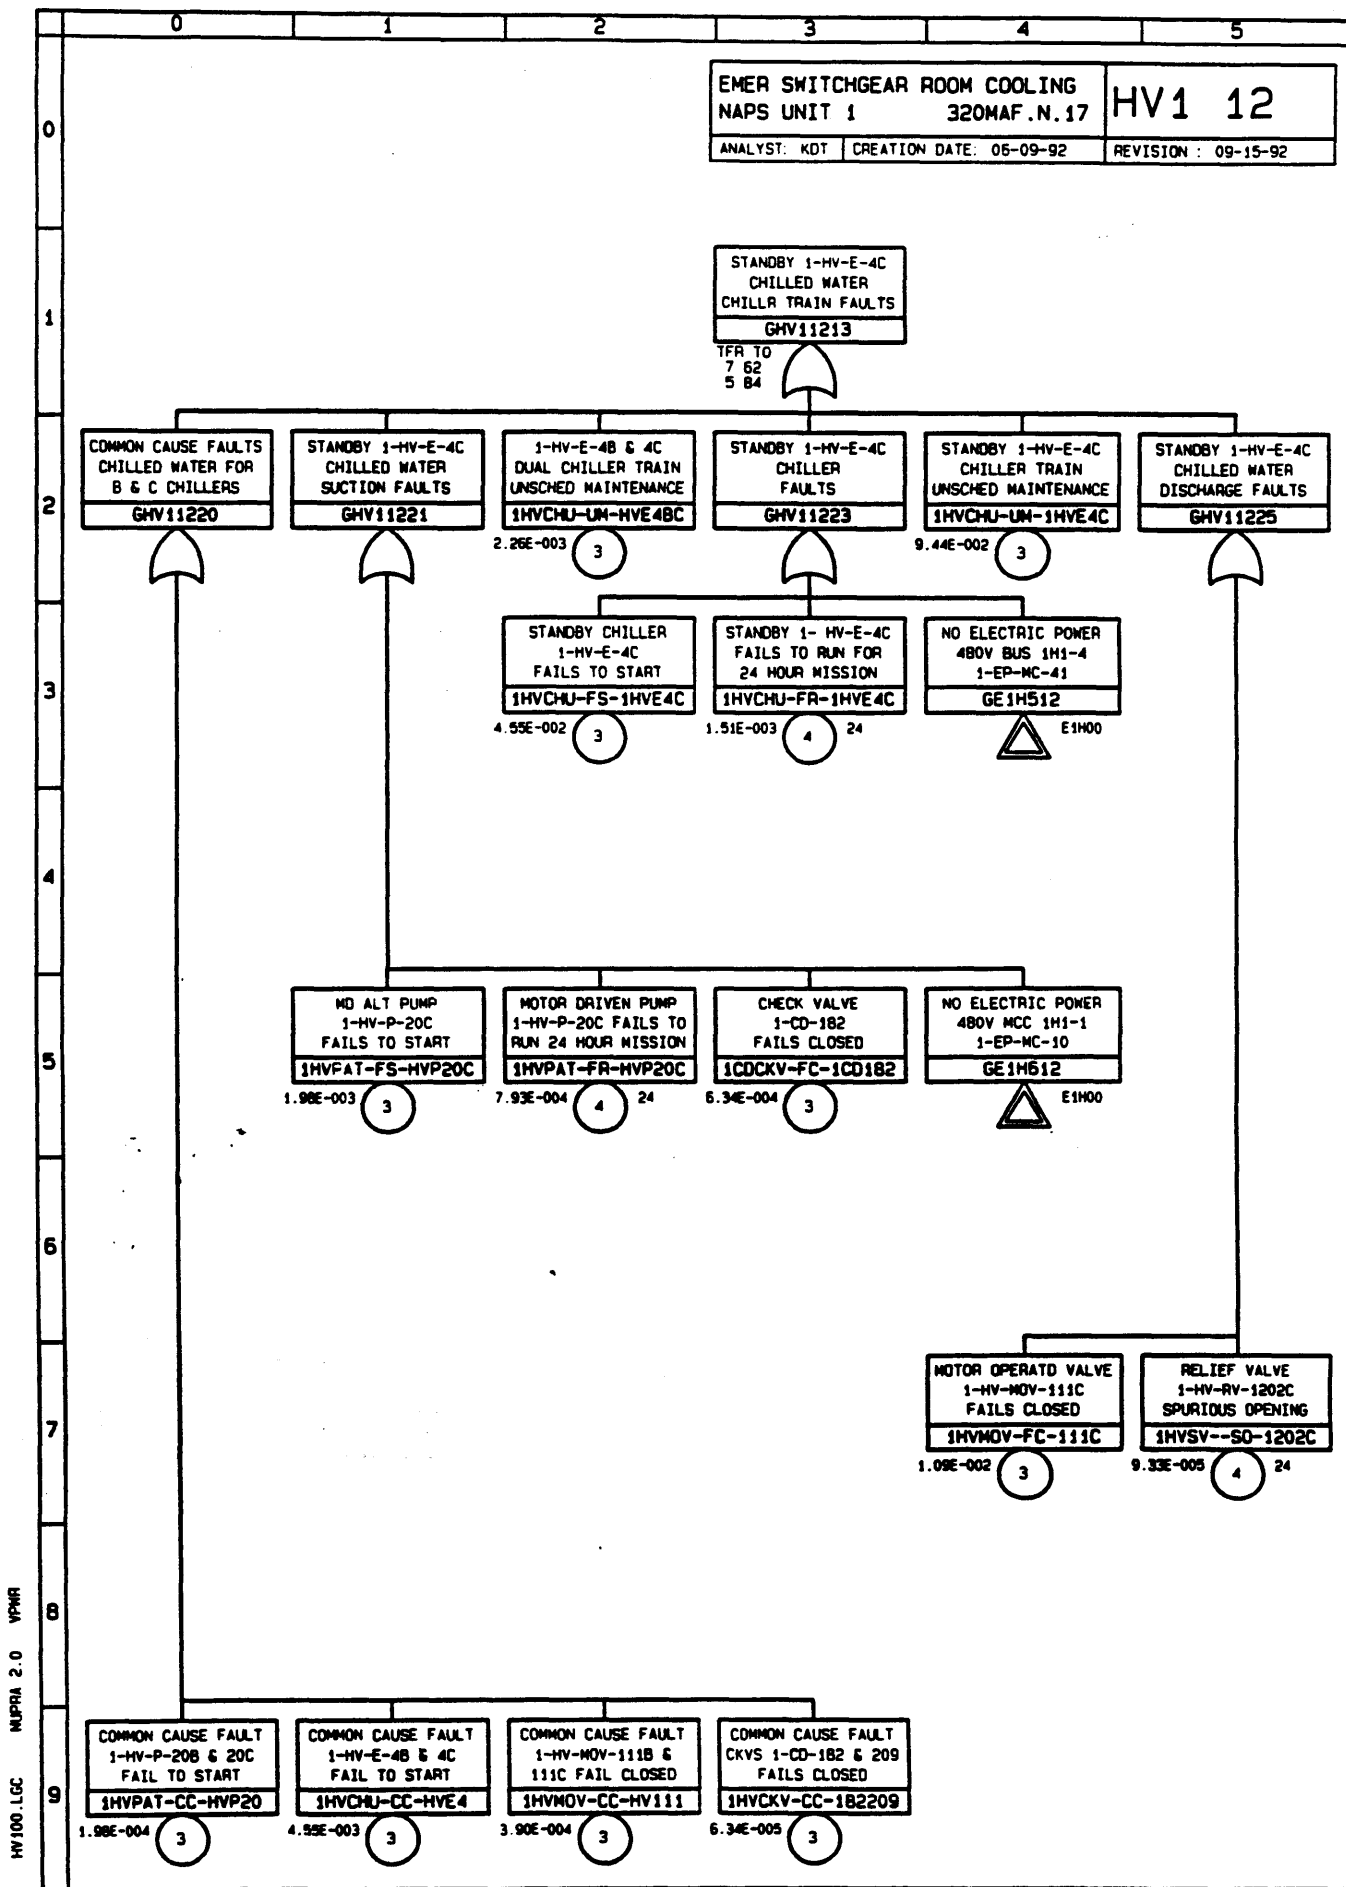 0 1 2 3 4 5
EMER SWITCHGEAR ROOM COOLING
NAPS UNIT 1 320MAF.N.17
HV1 12
ANALYST: KDT CREATION DATE: 06-09-92 REVISION : 09-15-92
0
STANDBY 1-HV-E-4C
CHILLED WATER
CHILLR TRAIN FAULTS
GHV11213
TFR TO
7 62
5 84
1
COMMON CAUSE FAULTS
CHILLED WATER FOR
B & C CHILLERS
GHV11220
STANDBY 1-HV-E-4C
CHILLED WATER
SUCTION FAULTS
GHV11221
1-HV-E-4B & 4C
DUAL CHILLER TRAIN
UNSCHED MAINTENANCE
1HVCHU-UM-HVE4BC
2.26E-003 3
STANDBY 1-HV-E-4C
CHILLER
FAULTS
GHV11223
STANDBY 1-HV-E-4C
CHILLER TRAIN
UNSCHED MAINTENANCE
1HVCHU-UM-1HVE4C
9.44E-002 3
STANDBY 1-HV-E-4C
CHILLED WATER
DISCHARGE FAULTS
GHV11225
2
STANDBY CHILLER
1-HV-E-4C
FAILS TO START
1HVCHU-FS-1HVE4C
4.55E-002 3
STANDBY 1- HV-E-4C
FAILS TO RUN FOR
24 HOUR MISSION
1HVCHU-FR-1HVE4C
1.51E-003 4 24
NO ELECTRIC POWER
480V BUS 1H1-4
1-EP-MC-41
GE1H512
E1H00
3
4
MD ALT PUMP
1-HV-P-20C
FAILS TO START
1HVPAT-FS-HVP20C
1.98E-003 3
MOTOR DRIVEN PUMP
1-HV-P-20C FAILS TO
RUN 24 HOUR MISSION
1HVPAT-FR-HVP20C
7.93E-004 4 24
CHECK VALVE
1-CD-182
FAILS CLOSED
1CDCKV-FC-1CD182
6.34E-004 3
NO ELECTRIC POWER
480V MCC 1H1-1
1-EP-MC-10
GE1H612
E1H00
5
6
MOTOR OPERATD VALVE
1-HV-MOV-111C
FAILS CLOSED
1HVMOV-FC-111C
1.09E-002 3
RELIEF VALVE
1-HV-RV-1202C
SPURIOUS OPENING
1HVSV--SO-1202C
9.33E-005 4 24
7
8
COMMON CAUSE FAULT
1-HV-P-20B & 20C
FAIL TO START
1HVPAT-CC-HVP20
1.98E-004 3
COMMON CAUSE FAULT
1-HV-E-4B & 4C
FAIL TO START
1HVCHU-CC-HVE4
4.55E-003 3
COMMON CAUSE FAULT
1-HV-MOV-111B &
111C FAIL CLOSED
1HVMOV-CC-HV111
3.90E-004 3
COMMON CAUSE FAULT
CKVS 1-CD-182 & 209
FAILS CLOSED
1HVCKV-CC-182209
6.34E-005 3
9
HV100.LGC NUPRA 2.0 VPWR